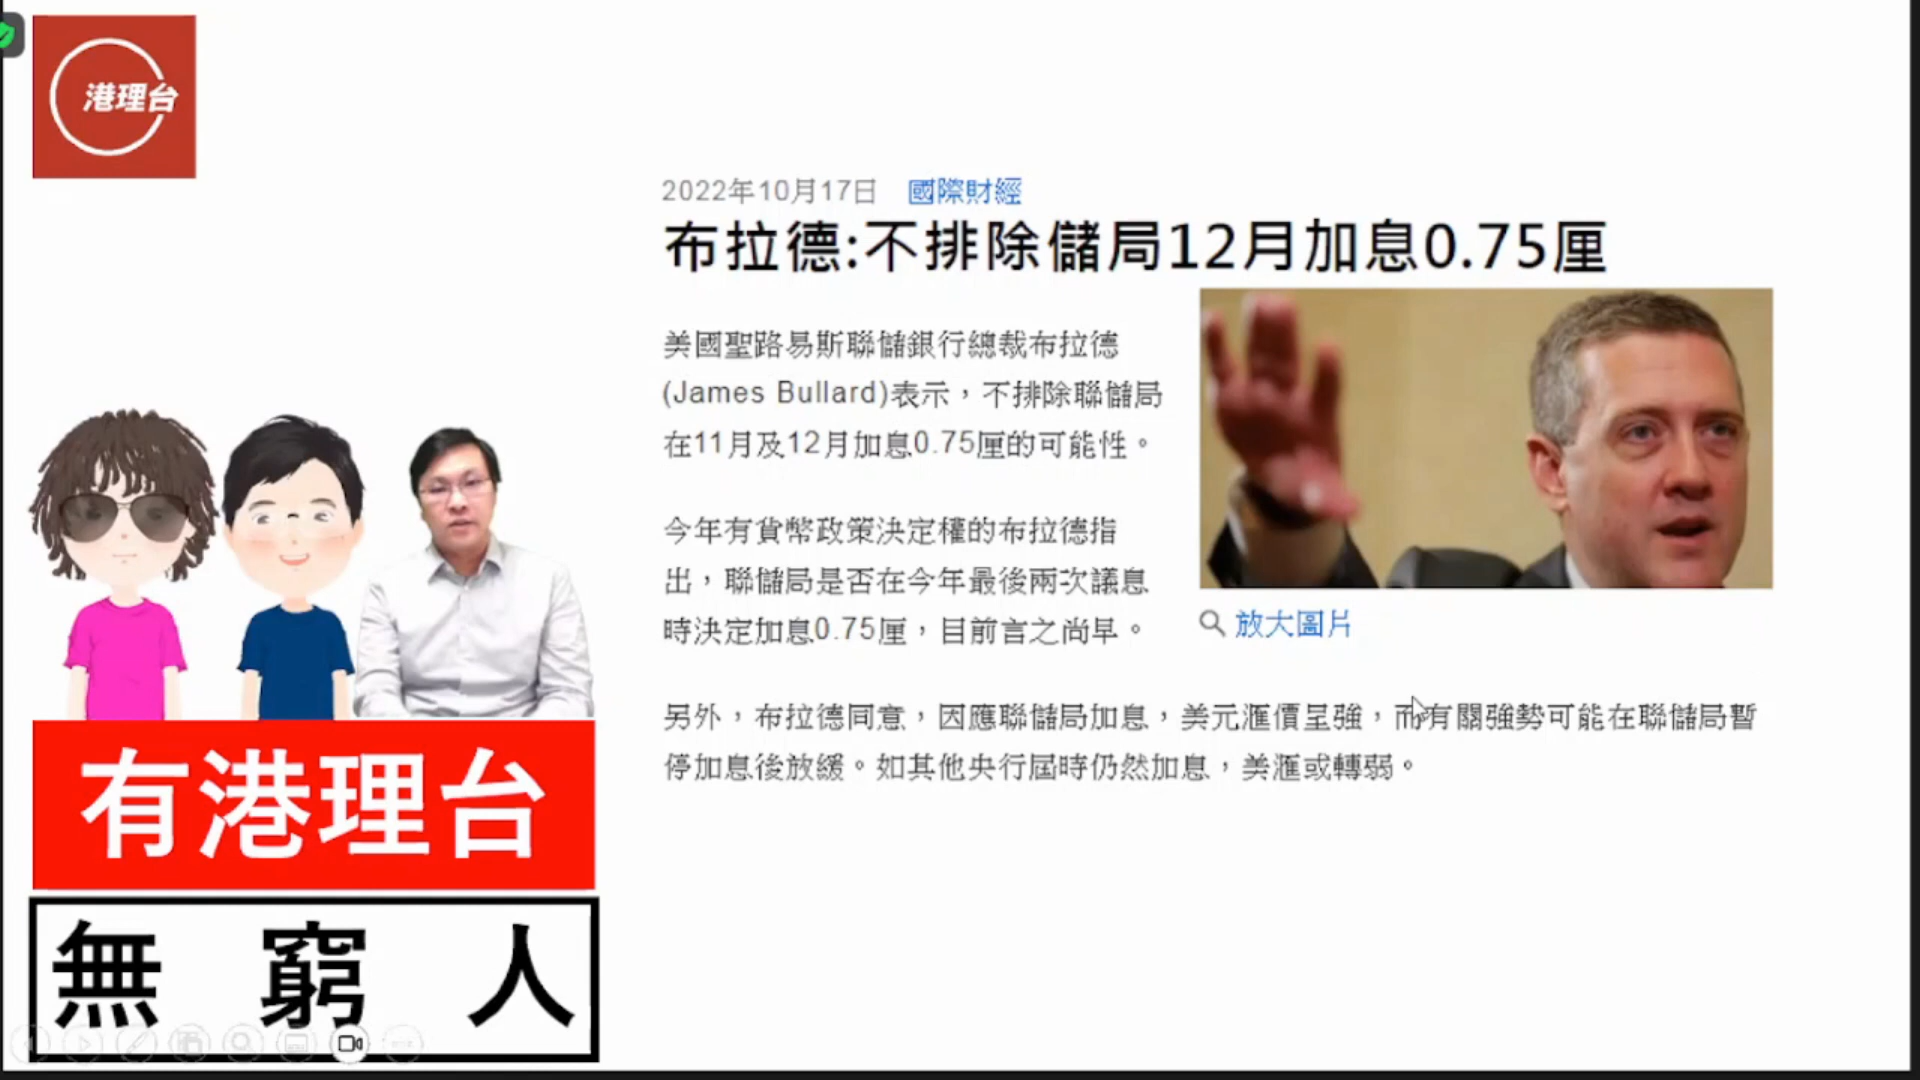 港理台
2022年10月17日 國際財經
布拉德:不排除儲局12月加息0.75厘
美國聖路易斯聯儲銀行總裁布拉德
(James Bullard)表示，不排除聯儲局
在11月及12月加息0.75厘的可能性。
今年有貨幣政策決定權的布拉德指
出，聯儲局是否在今年最後兩次議息
時決定加息0.75厘，目前言之尚早。
放大圖片
另外，布拉德同意，因應聯儲局加息，美元滙價呈強，而有關強勢可能在聯儲局暫
停加息後放緩。如其他央行屆時仍然加息，美滙或轉弱。
有港理台
無窮人